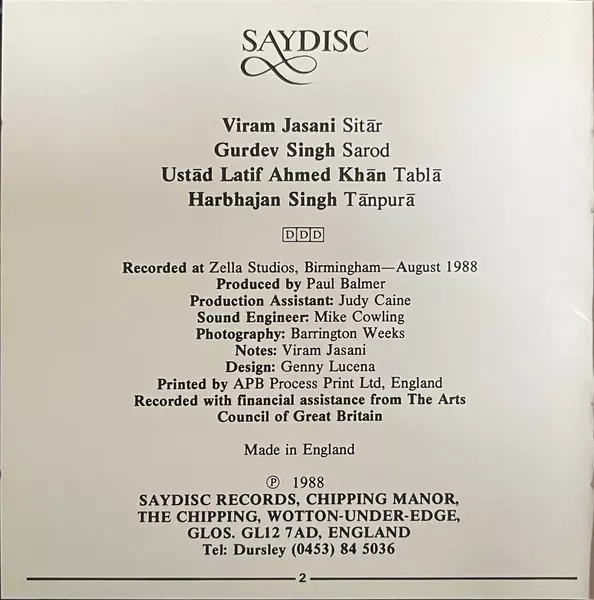 SAYDISC
Viram Jasani Sitār
Gurdev Singh Sarod
Ustād Latif Ahmed Khān Tablā
Harbhajan Singh Tānpurā
DDD
Recorded at Zella Studios, Birmingham—August 1988
Produced by Paul Balmer
Production Assistant: Judy Caine
Sound Engineer: Mike Cowling
Photography: Barrington Weeks
Notes: Viram Jasani
Design: Genny Lucena
Printed by APB Process Print Ltd, England
Recorded with financial assistance from The Arts
Council of Great Britain
Made in England
℗ 1988
SAYDISC RECORDS, CHIPPING MANOR,
THE CHIPPING, WOTTON-UNDER-EDGE,
GLOS. GL12 7AD, ENGLAND
Tel: Dursley (0453) 84 5036
2